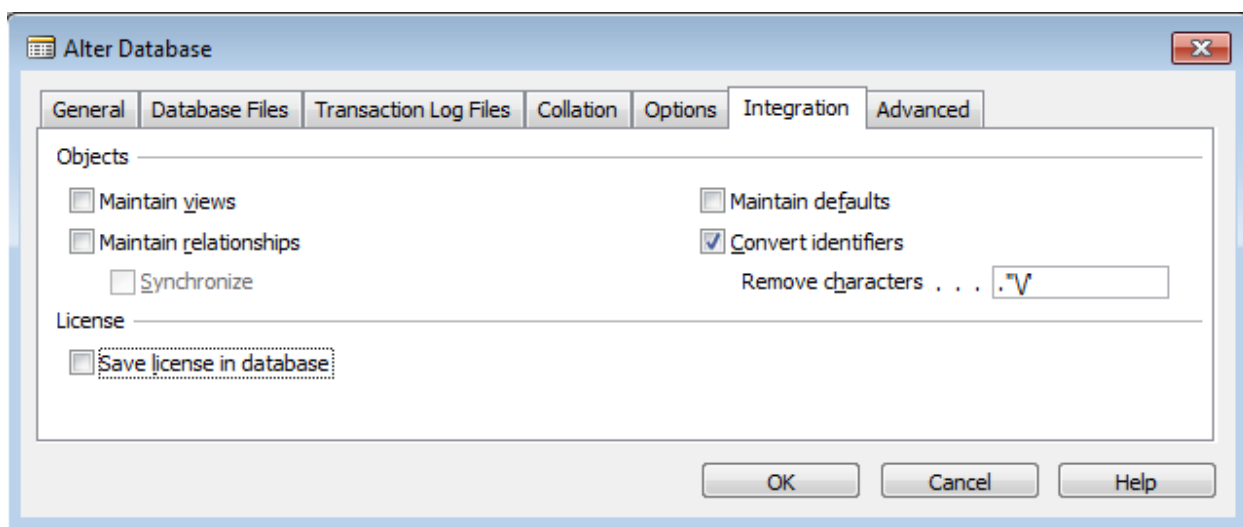 Alter Database
General Database Files Transaction Log Files Collation Options Integration Advanced
Objects
Maintain views Maintain defaults
Maintain relationships Convert identifiers
Synchronize Remove characters . . . ."\/'
License
Save license in database
OK Cancel Help